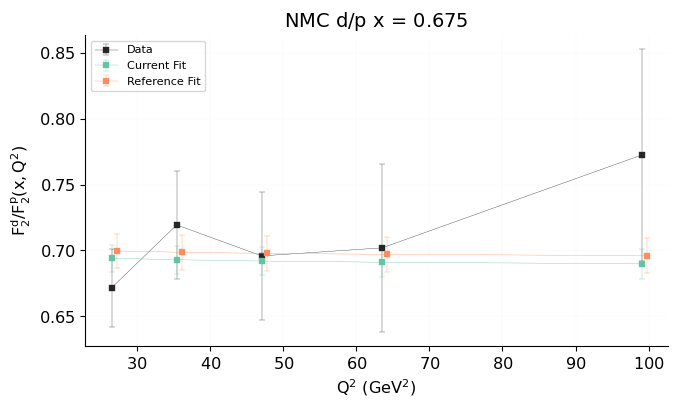 NMC d/p x = 0.675
Data
Current Fit
Reference Fit
F₂ᵈ/F₂ᵖ(x, Q²)
0.85
0.80
0.75
0.70
0.65
30 40 50 60 70 80 90 100
Q² (GeV²)